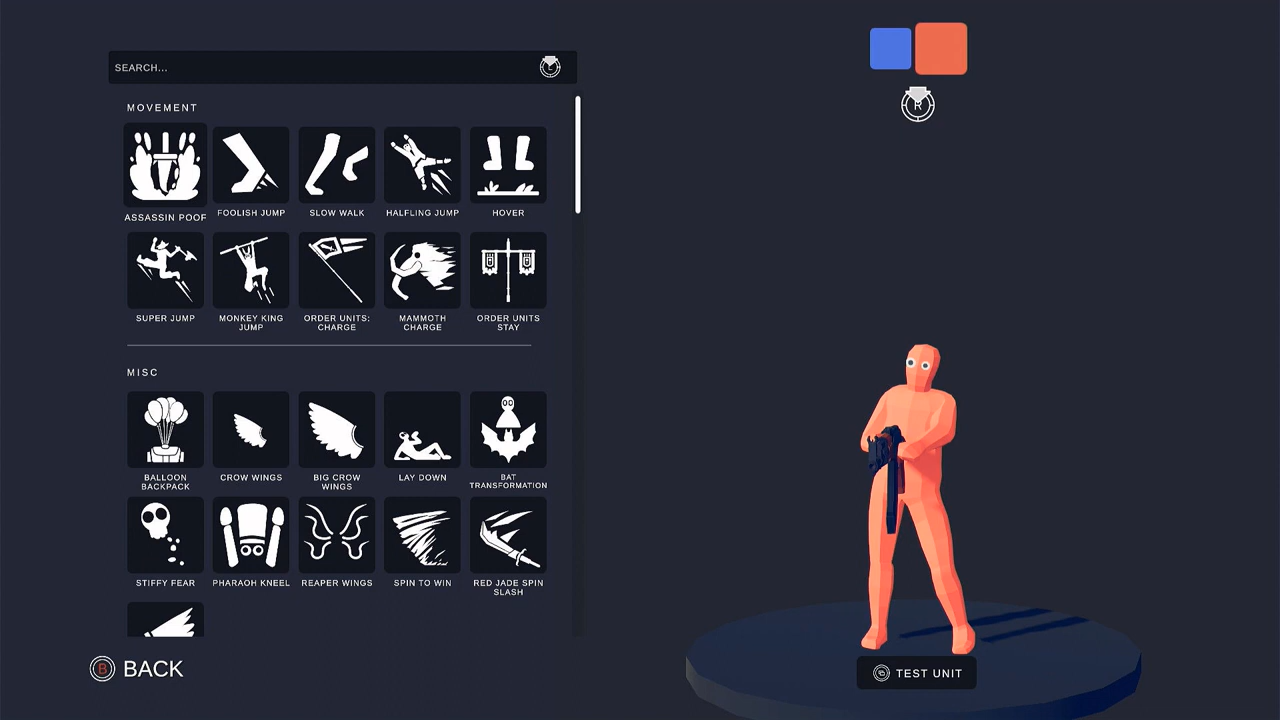 SEARCH...
L
R
MOVEMENT
ASSASSIN POOF
FOOLISH JUMP
SLOW WALK
HALFLING JUMP
HOVER
SUPER JUMP
MONKEY KING
JUMP
ORDER UNITS:
CHARGE
MAMMOTH
CHARGE
ORDER UNITS
STAY
MISC
BALLOON
BACKPACK
CROW WINGS
BIG CROW
WINGS
LAY DOWN
BAT
TRANSFORMATION
STIFFY FEAR
PHARAOH KNEEL
REAPER WINGS
SPIN TO WIN
RED JADE SPIN
SLASH
B BACK
TEST UNIT